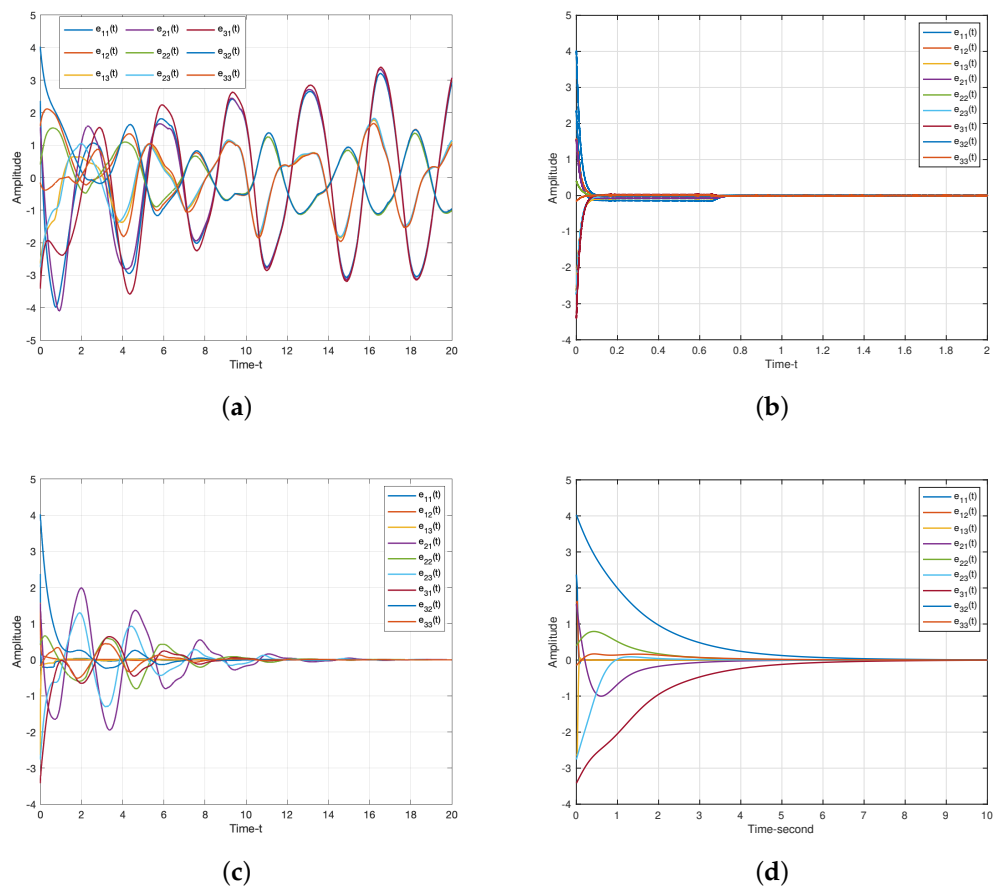 e11(t) e21(t) e31(t)
e12(t) e22(t) e32(t)
e13(t) e23(t) e33(t)
5
4
3
2
1
0
-1
-2
-3
-4
-5
Amplitude
0 2 4 6 8 10 12 14 16 18 20
Time-t
(a)
e11(t)
e12(t)
e13(t)
e21(t)
e22(t)
e23(t)
e31(t)
e32(t)
e33(t)
5
4
3
2
1
0
-1
-2
-3
-4
Amplitude
0 0.2 0.4 0.6 0.8 1 1.2 1.4 1.6 1.8 2
Time-t
(b)
e11(t)
e12(t)
e13(t)
e21(t)
e22(t)
e23(t)
e31(t)
e32(t)
e33(t)
5
4
3
2
1
0
-1
-2
-3
-4
Amplitude
0 2 4 6 8 10 12 14 16 18 20
Time-t
(c)
e11(t)
e12(t)
e13(t)
e21(t)
e22(t)
e23(t)
e31(t)
e32(t)
e33(t)
5
4
3
2
1
0
-1
-2
-3
-4
Amplitude
0 1 2 3 4 5 6 7 8 9 10
Time-second
(d)